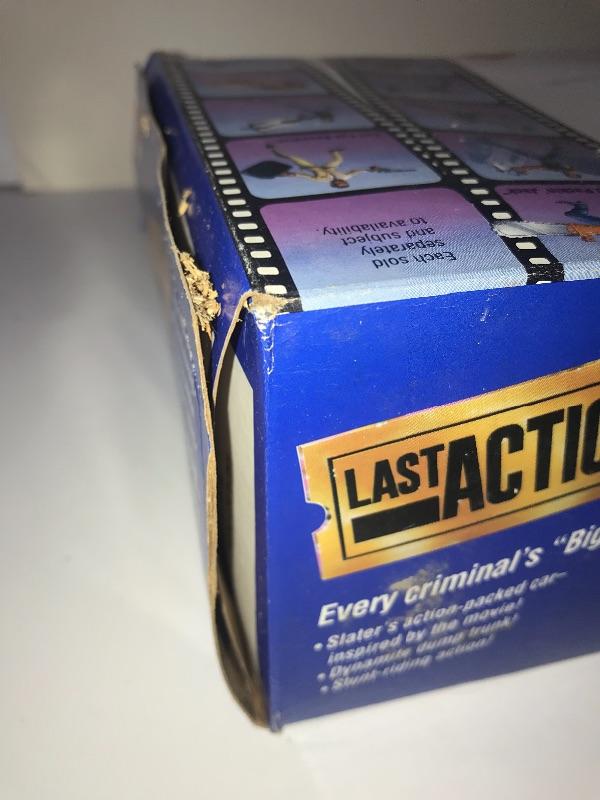 Each sold
separately
and subject
to availability.
LAST ACTIO
Every criminal's "Big
• Slater's action-packed car–
inspired by the movie!
• Dynamite dump trunk!
• Stunt-riding action!